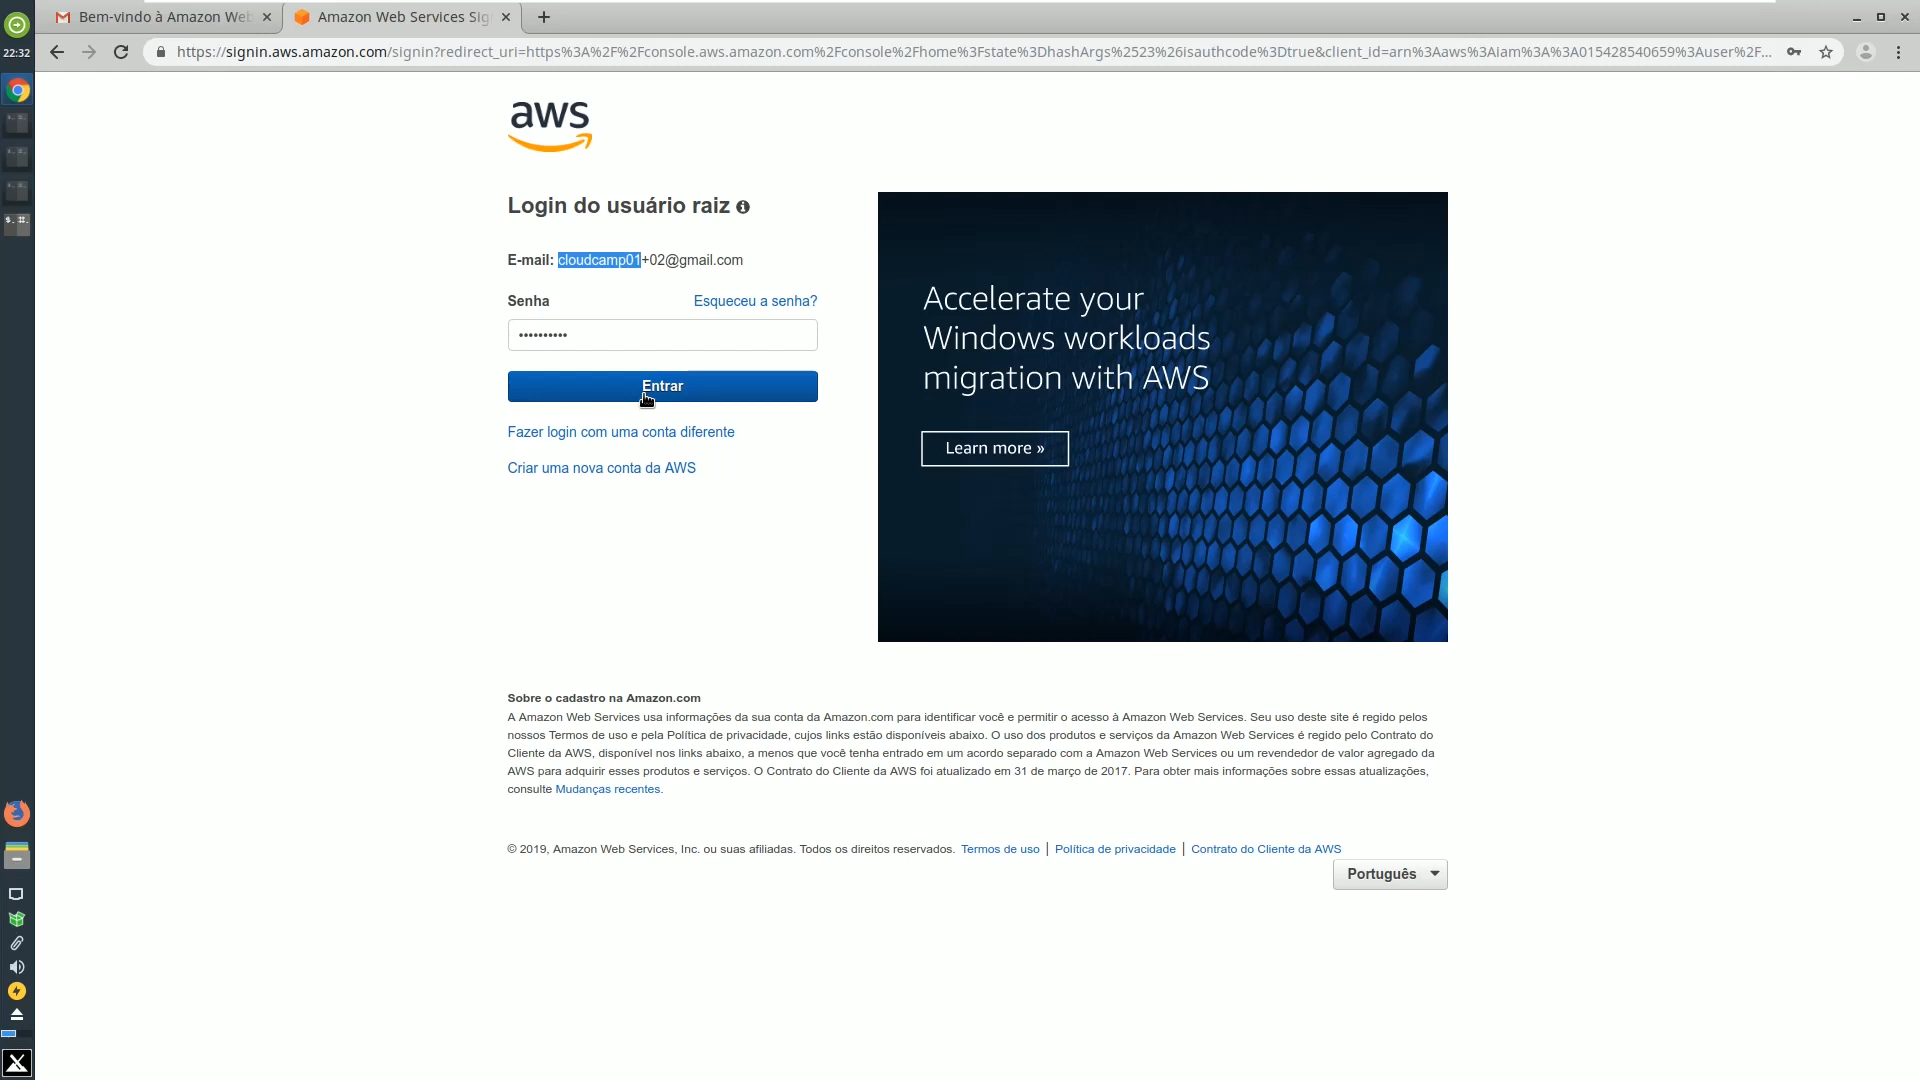 Bem-vindo à Amazon Web
Amazon Web Services Sig
22:32
https://signin.aws.amazon.com/signin?redirect_uri=https%3A%2F%2Fconsole.aws.amazon.com%2Fconsole%2Fhome%3Fstate%3DhashArgs%2523%26isauthcode%3Dtrue&client_id=arn%3Aaws%3Aiam%3A%3A015428540659%3Auser%2F...
aws
Login do usuário raiz
E-mail: cloudcamp01+02@gmail.com
Senha Esqueceu a senha?
••••••••••
Entrar
Fazer login com uma conta diferente
Criar uma nova conta da AWS
Accelerate your
Windows workloads
migration with AWS
Learn more »
Sobre o cadastro na Amazon.com
A Amazon Web Services usa informações da sua conta da Amazon.com para identificar você e permitir o acesso à Amazon Web Services. Seu uso deste site é regido pelos
nossos Termos de uso e pela Política de privacidade, cujos links estão disponíveis abaixo. O uso dos produtos e serviços da Amazon Web Services é regido pelo Contrato do
Cliente da AWS, disponível nos links abaixo, a menos que você tenha entrado em um acordo separado com a Amazon Web Services ou um revendedor de valor agregado da
AWS para adquirir esses produtos e serviços. O Contrato do Cliente da AWS foi atualizado em 31 de março de 2017. Para obter mais informações sobre essas atualizações,
consulte Mudanças recentes.
© 2019, Amazon Web Services, Inc. ou suas afiliadas. Todos os direitos reservados. Termos de uso | Política de privacidade | Contrato do Cliente da AWS
Português